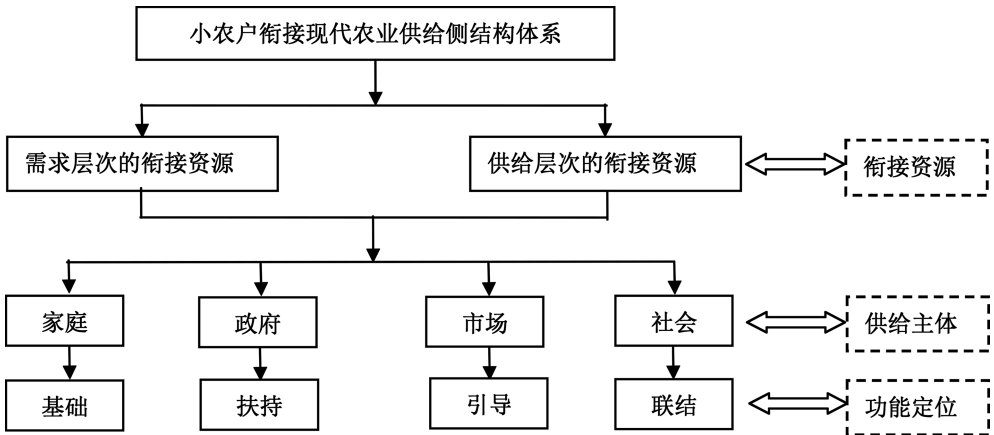 小农户衔接现代农业供给侧结构体系
需求层次的衔接资源
供给层次的衔接资源
衔接资源
家庭
政府
市场
社会
供给主体
基础
扶持
引导
联结
功能定位